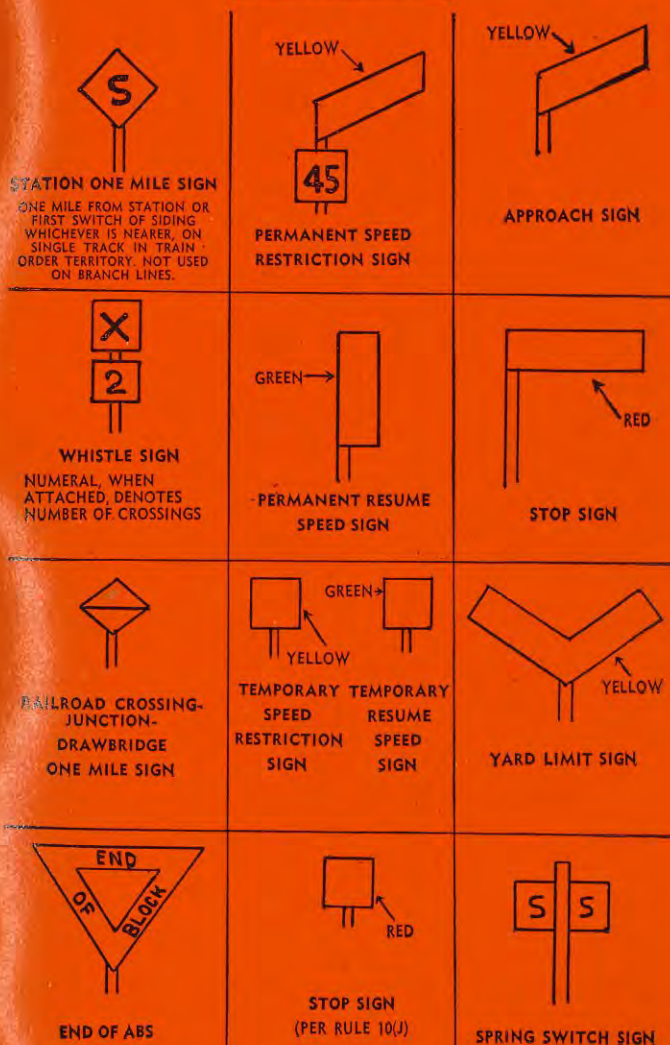 S
STATION ONE MILE SIGN
ONE MILE FROM STATION OR
FIRST SWITCH OF SIDING
WHICHEVER IS NEARER, ON
SINGLE TRACK IN TRAIN
ORDER TERRITORY. NOT USED
ON BRANCH LINES.
YELLOW
45
PERMANENT SPEED
RESTRICTION SIGN
YELLOW
APPROACH SIGN
X
2
WHISTLE SIGN
NUMERAL, WHEN
ATTACHED, DENOTES
NUMBER OF CROSSINGS
GREEN
PERMANENT RESUME
SPEED SIGN
RED
STOP SIGN
RAILROAD CROSSING-
JUNCTION-
DRAWBRIDGE
ONE MILE SIGN
YELLOW
TEMPORARY
SPEED
RESTRICTION
SIGN
GREEN
TEMPORARY
RESUME
SPEED
SIGN
YELLOW
YARD LIMIT SIGN
END
OF
BLOCK
END OF ABS
RED
STOP SIGN
(PER RULE 10(J)
S S
SPRING SWITCH SIGN